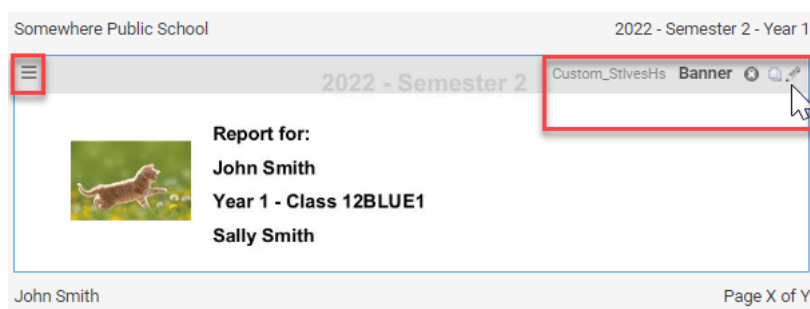 Somewhere Public School 2022 - Semester 2 - Year 1
2022 - Semester 2 Custom_StIvesHs Banner
Report for:
John Smith
Year 1 - Class 12BLUE1
Sally Smith
John Smith Page X of Y